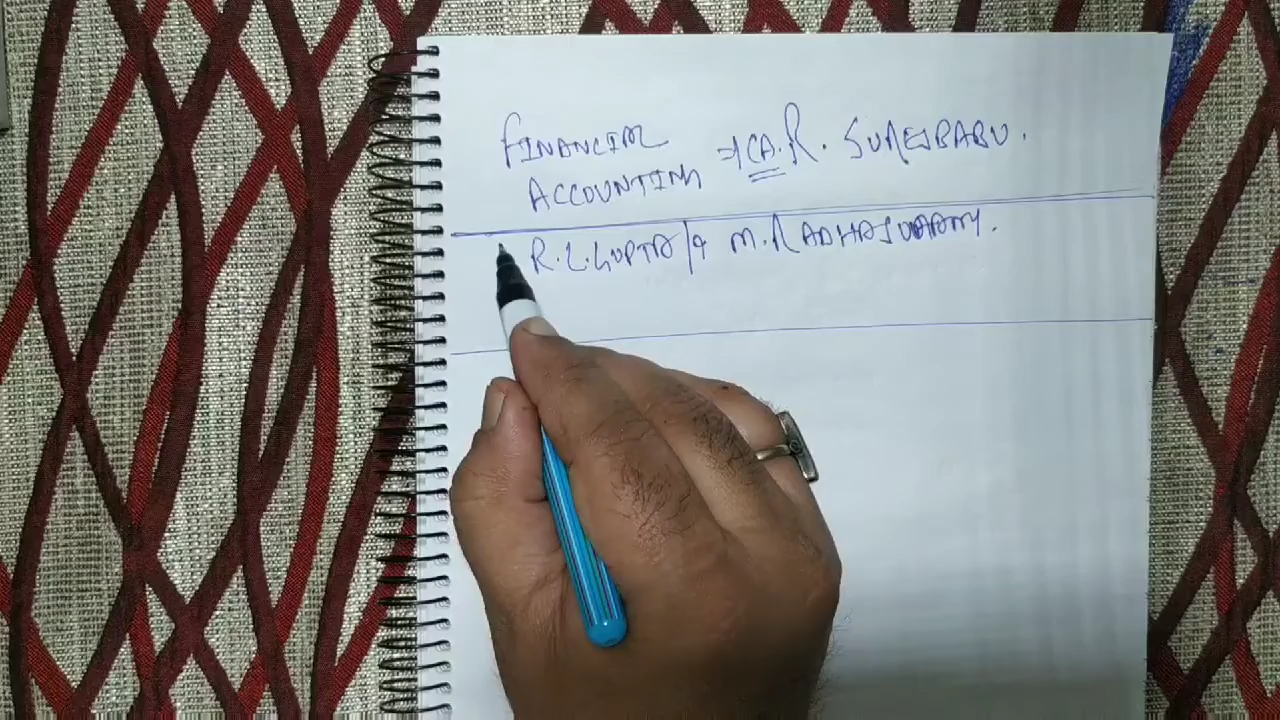 FINANCIAL
ACCOUNTING → CA. R. SURESBABU.
R.L.GUPTA / & M. RADHASWAMY.